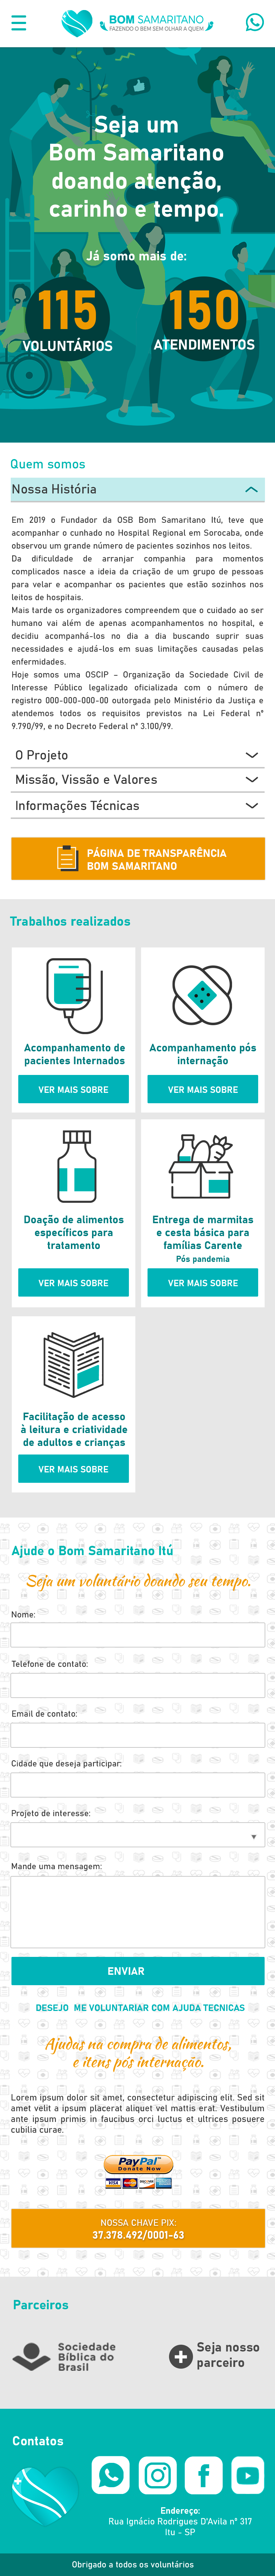 BOM SAMARITANO
FAZENDO O BEM SEM OLHAR A QUEM
Seja um
Bom Samaritano
doando atenção,
carinho e tempo.
Já somo mais de:
115
VOLUNTÁRIOS
150
ATENDIMENTOS
Quem somos
Nossa História
Em 2019 o Fundador da OSB Bom Samaritano Itú, teve que
acompanhar o cunhado no Hospital Regional em Sorocaba, onde
observou um grande número de pacientes sozinhos nos leitos.
Da dificuldade de arranjar companhia para momentos
complicados nasce a ideia da criação de um grupo de pessoas
para velar e acompanhar os pacientes que estão sozinhos nos
leitos de hospitais.
Mais tarde os organizadores compreendem que o cuidado ao ser
humano vai além de apenas acompanhamentos no hospital, e
decidiu acompanhá-los no dia a dia buscando suprir suas
necessidades e ajudá-los em suas limitações causadas pelas
enfermidades.
Hoje somos uma OSCIP – Organização da Sociedade Civil de
Interesse Público legalizado oficializada com o número de
registro 000-000-000-00 outorgada pelo Ministério da Justiça e
atendemos todos os requisitos previstos na Lei Federal n°
9.790/99, e no Decreto Federal n° 3.100/99.
O Projeto
Missão, Vissão e Valores
Informações Técnicas
PÁGINA DE TRANSPARÊNCIA
BOM SAMARITANO
Trabalhos realizados
Acompanhamento de
pacientes Internados
VER MAIS SOBRE
Acompanhamento pós
internação
VER MAIS SOBRE
Doação de alimentos
específicos para
tratamento
VER MAIS SOBRE
Entrega de marmitas
e cesta básica para
famílias Carente
Pós pandemia
VER MAIS SOBRE
Facilitação de acesso
à leitura e criatividade
de adultos e crianças
VER MAIS SOBRE
Ajude o Bom Samaritano Itú
Seja um voluntário doando seu tempo.
Nome:
Telefone de contato:
Email de contato:
Cidade que deseja participar:
Projeto de interesse:
Mande uma mensagem:
ENVIAR
DESEJO ME VOLUNTARIAR COM AJUDA TECNICAS
Ajudas na compra de alimentos,
e itens pós internação.
Lorem ipsum dolor sit amet, consectetur adipiscing elit. Sed sit
amet velit a ipsum placerat aliquet vel mattis erat. Vestibulum
ante ipsum primis in faucibus orci luctus et ultrices posuere
cubilia curae.
PayPal
Donate Now
VISA
NOSSA CHAVE PIX:
37.378.492/0001-63
Parceiros
Sociedade
Bíblica do
Brasil
Seja nosso
parceiro
Contatos
Endereço:
Rua Ignácio Rodrigues D'Avila nº 317
Itu - SP
Obrigado a todos os voluntários